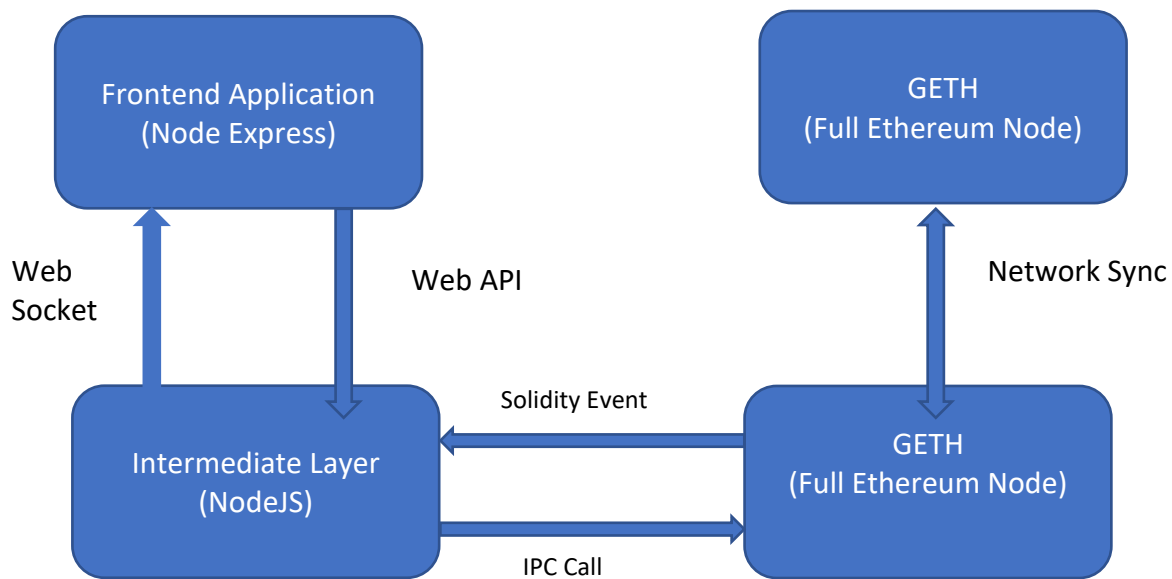 Frontend Application
(Node Express)
GETH
(Full Ethereum Node)
Web
Socket
Web API
Network Sync
Solidity Event
Intermediate Layer
(NodeJS)
GETH
(Full Ethereum Node)
IPC Call